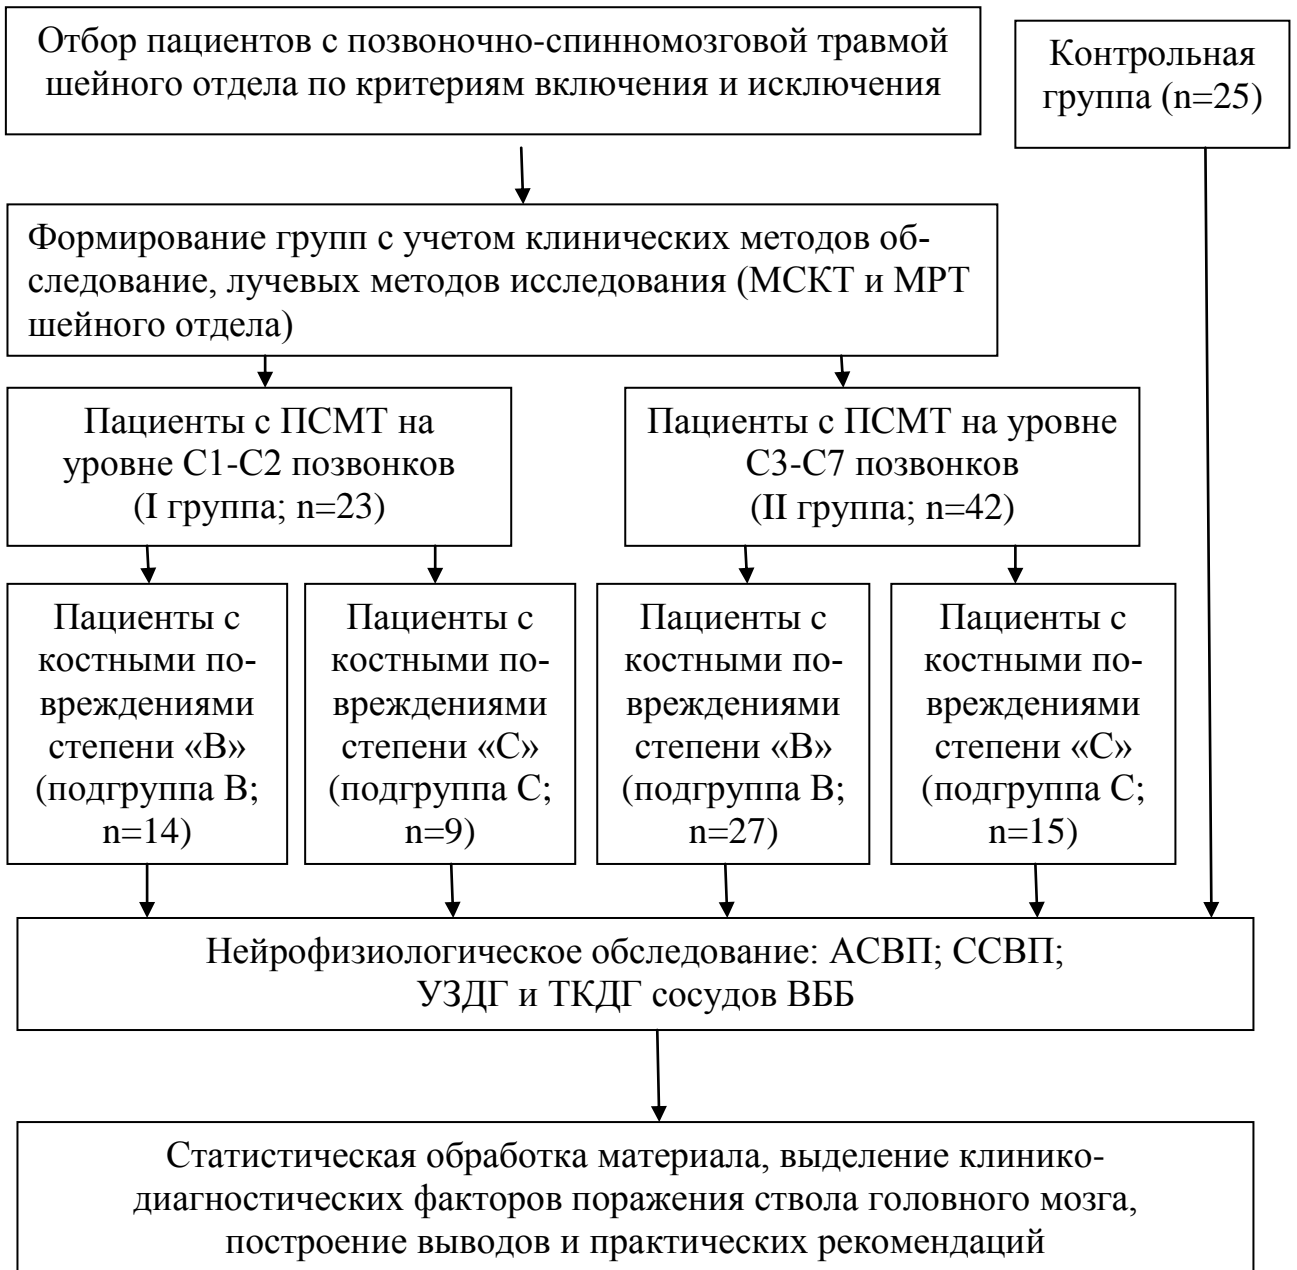 Отбор пациентов с позвоночно-спинномозговой травмой
шейного отдела по критериям включения и исключения
Контрольная
группа (n=25)
Формирование групп с учетом клинических методов об-
следование, лучевых методов исследования (МСКТ и МРТ
шейного отдела)
Пациенты с ПСМТ на
уровне С1-С2 позвонков
(I группа; n=23)
Пациенты с ПСМТ на уровне
С3-С7 позвонков
(II группа; n=42)
Пациенты с
костными по-
вреждениями
степени «В»
(подгруппа В;
n=14)
Пациенты с
костными по-
вреждениями
степени «С»
(подгруппа С;
n=9)
Пациенты с
костными по-
вреждениями
степени «В»
(подгруппа В;
n=27)
Пациенты с
костными по-
вреждениями
степени «С»
(подгруппа С;
n=15)
Нейрофизиологическое обследование: АСВП; ССВП;
УЗДГ и ТКДГ сосудов ВББ
Статистическая обработка материала, выделение клинико-
диагностических факторов поражения ствола головного мозга,
построение выводов и практических рекомендаций